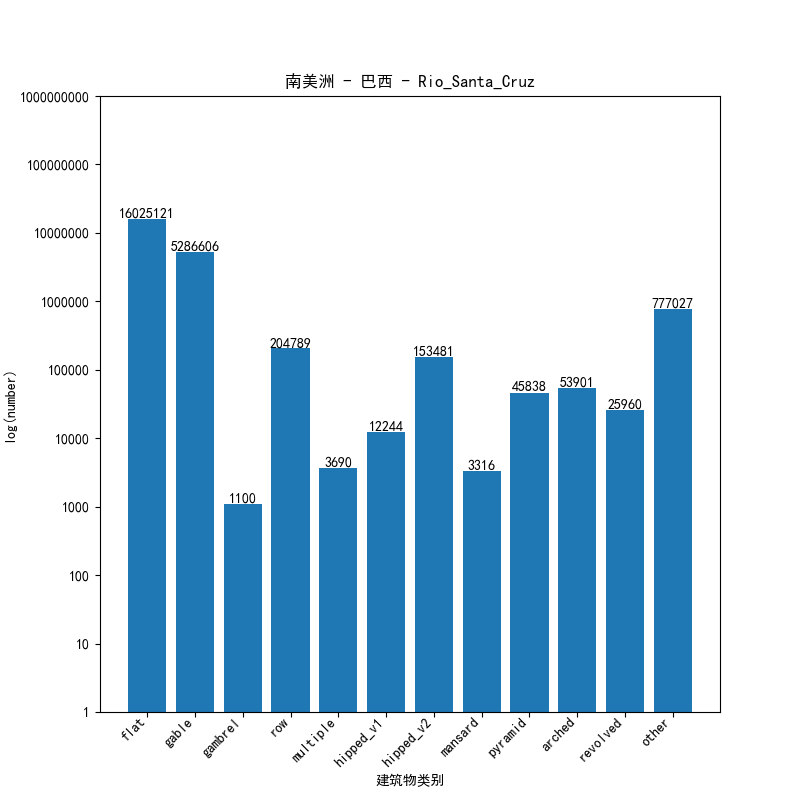 南美洲 - 巴西 - Rio_Santa_Cruz
1000000000
100000000
10000000
1000000
100000
10000
1000
100
10
1
log(number)
16025121
5286606
1100
204789
3690
12244
153481
3316
45838
53901
25960
777027
flat
gable
gambrel
row
multiple
hipped_v1
hipped_v2
mansard
pyramid
arched
revolved
other
建筑物类别